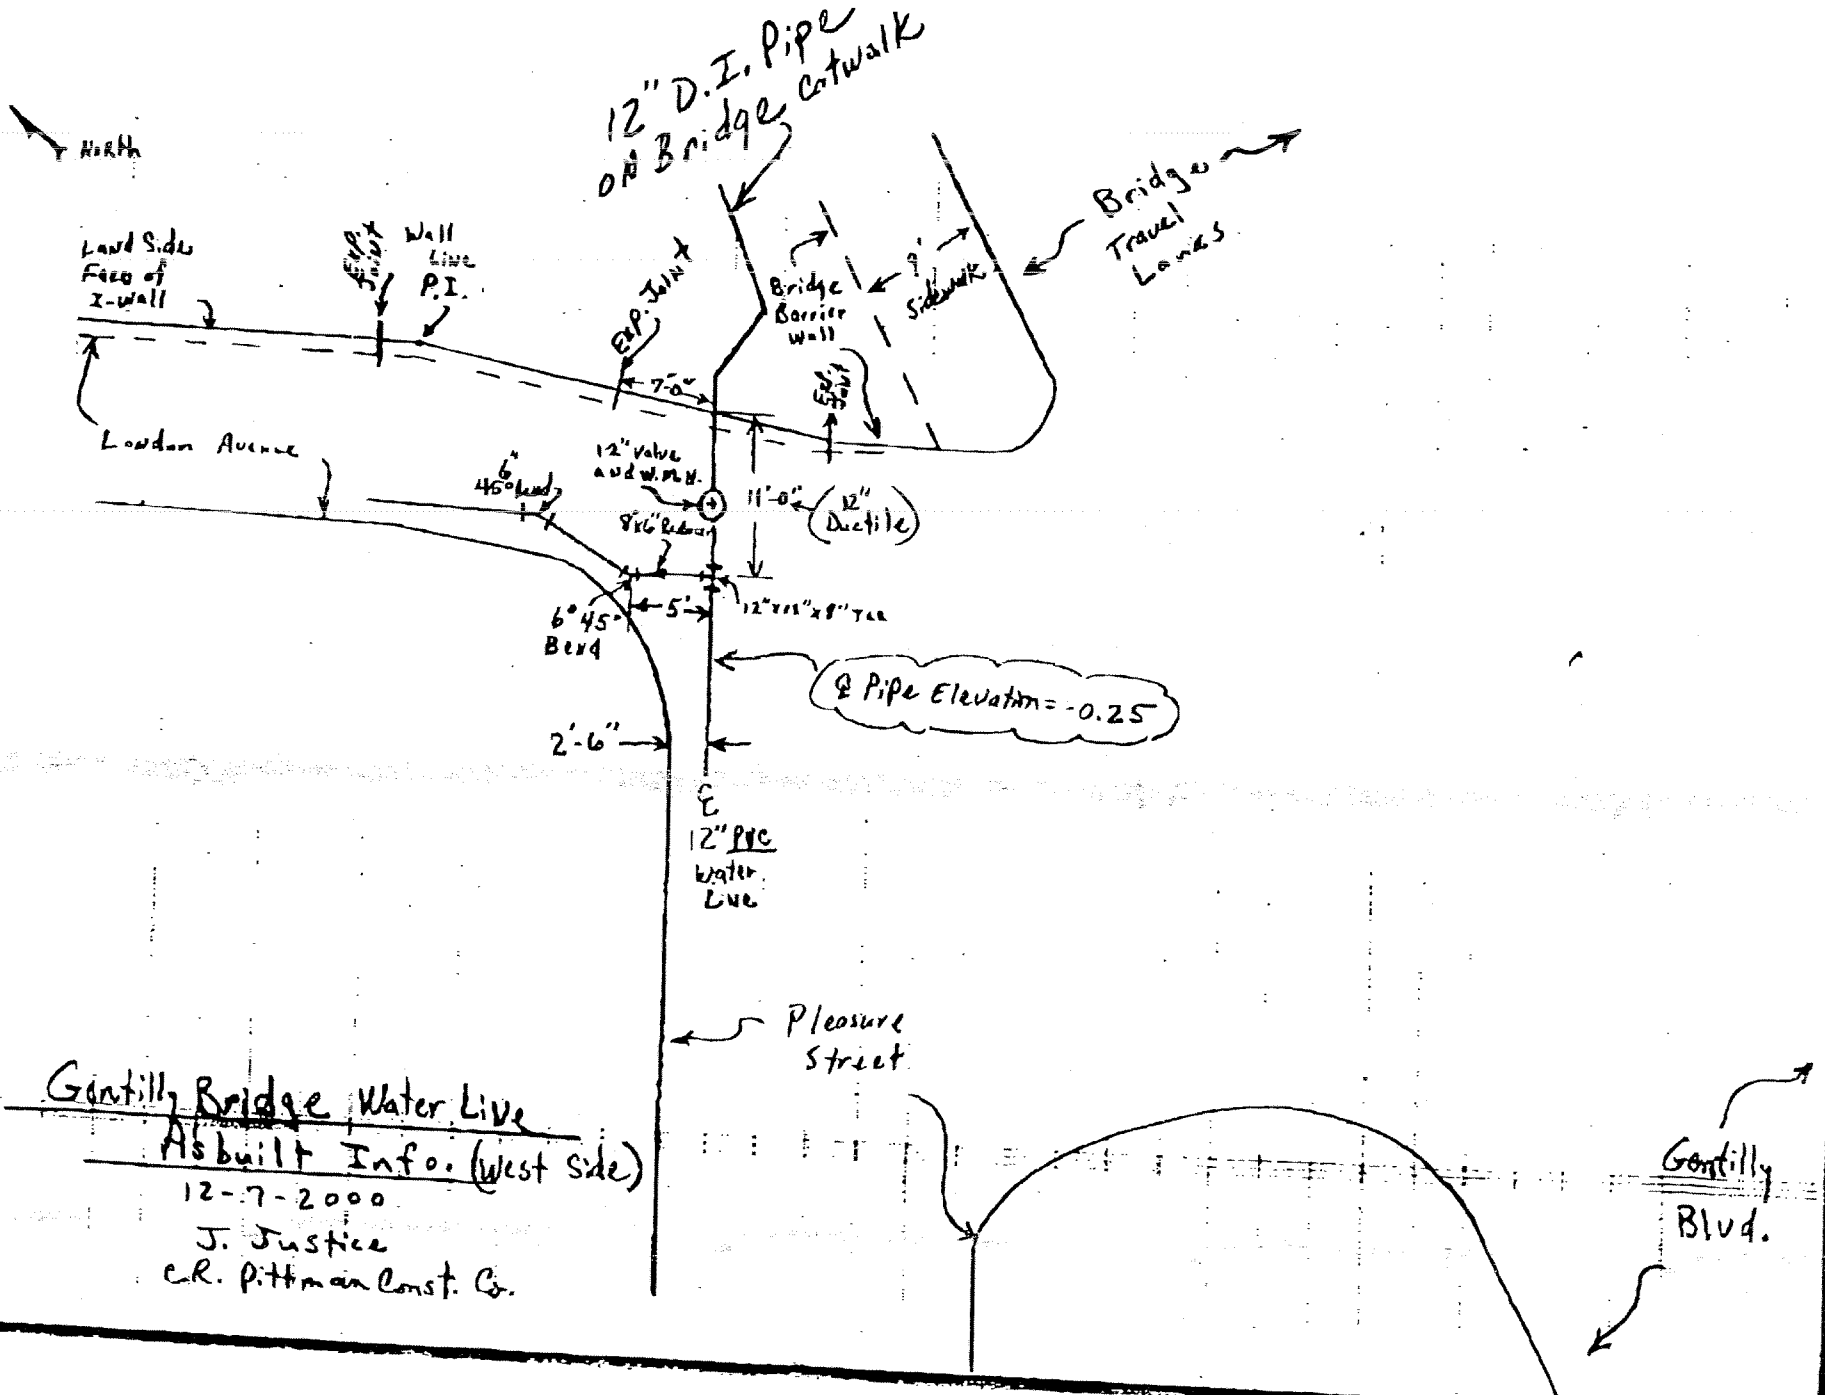 12" D.I. Pipe
on Bridge Catwalk
North
Land Side
Face of
I-Wall
Exp.
Joint
Wall
Line
P.I.
Exp. Joint
Bridge
Barrier
Wall
9'
Sidewalk
Bridge
Travel
Lanes
7'-0"
Exp.
Joint
London Avenue
12" Valve
and W.M.H.
6"
45° Bend
11'-0"
(12"
Ductile)
8"x6" Reducer
6" 45°
Bend
5'
12"x12"x8" Tee
℄ Pipe Elevation = -0.25
2'-6"
℄
12" PVC
Water
Line
Pleasure
Street
Gentilly Bridge Water Line
Asbuilt Info. (West Side)
12-7-2000
J. Justice
C.R. Pittman Const. Co.
Gentilly
Blvd.